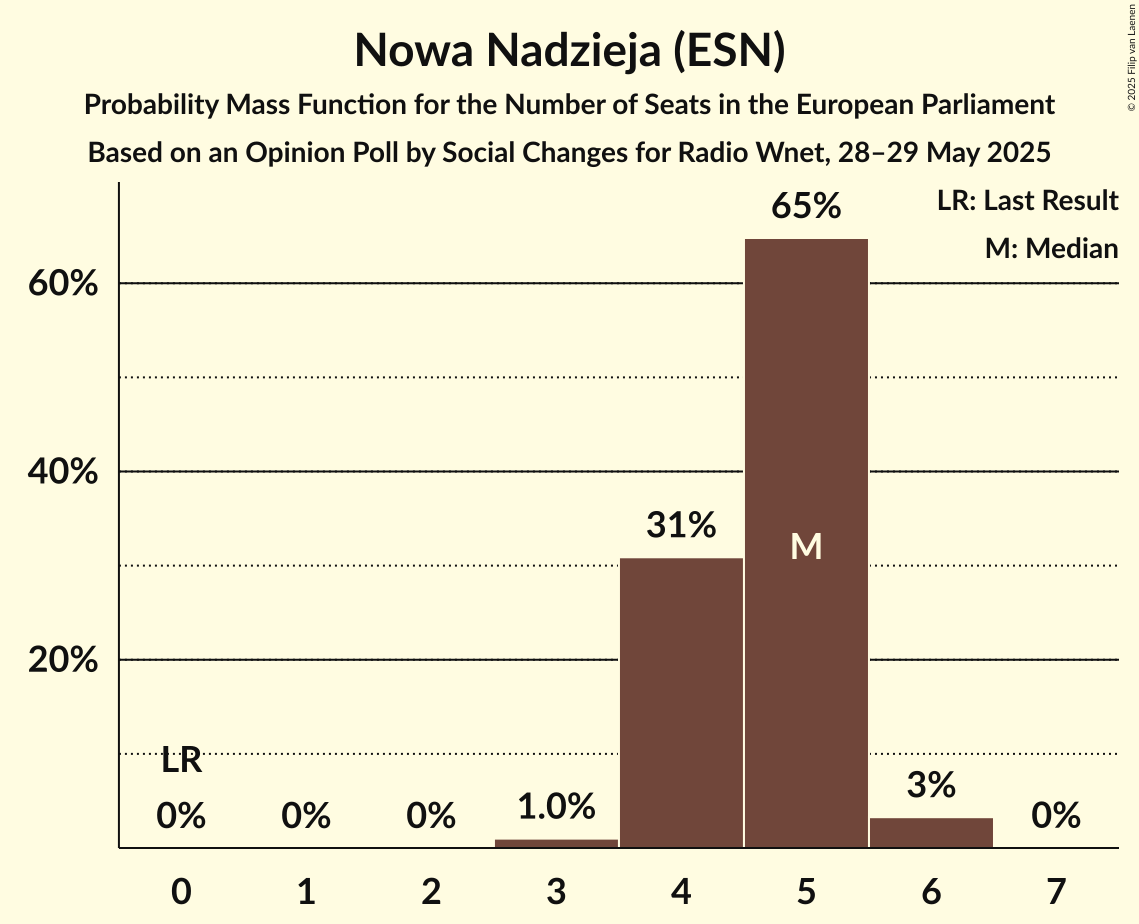 Nowa Nadzieja (ESN)
Probability Mass Function for the Number of Seats in the European Parliament
Based on an Opinion Poll by Social Changes for Radio Wnet, 28–29 May 2025
© 2025 Filip van Laenen
LR: Last Result
M: Median
65%
60%
40%
31%
M
20%
LR
0%
0%
0%
1.0%
3%
0%
0 1 2 3 4 5 6 7